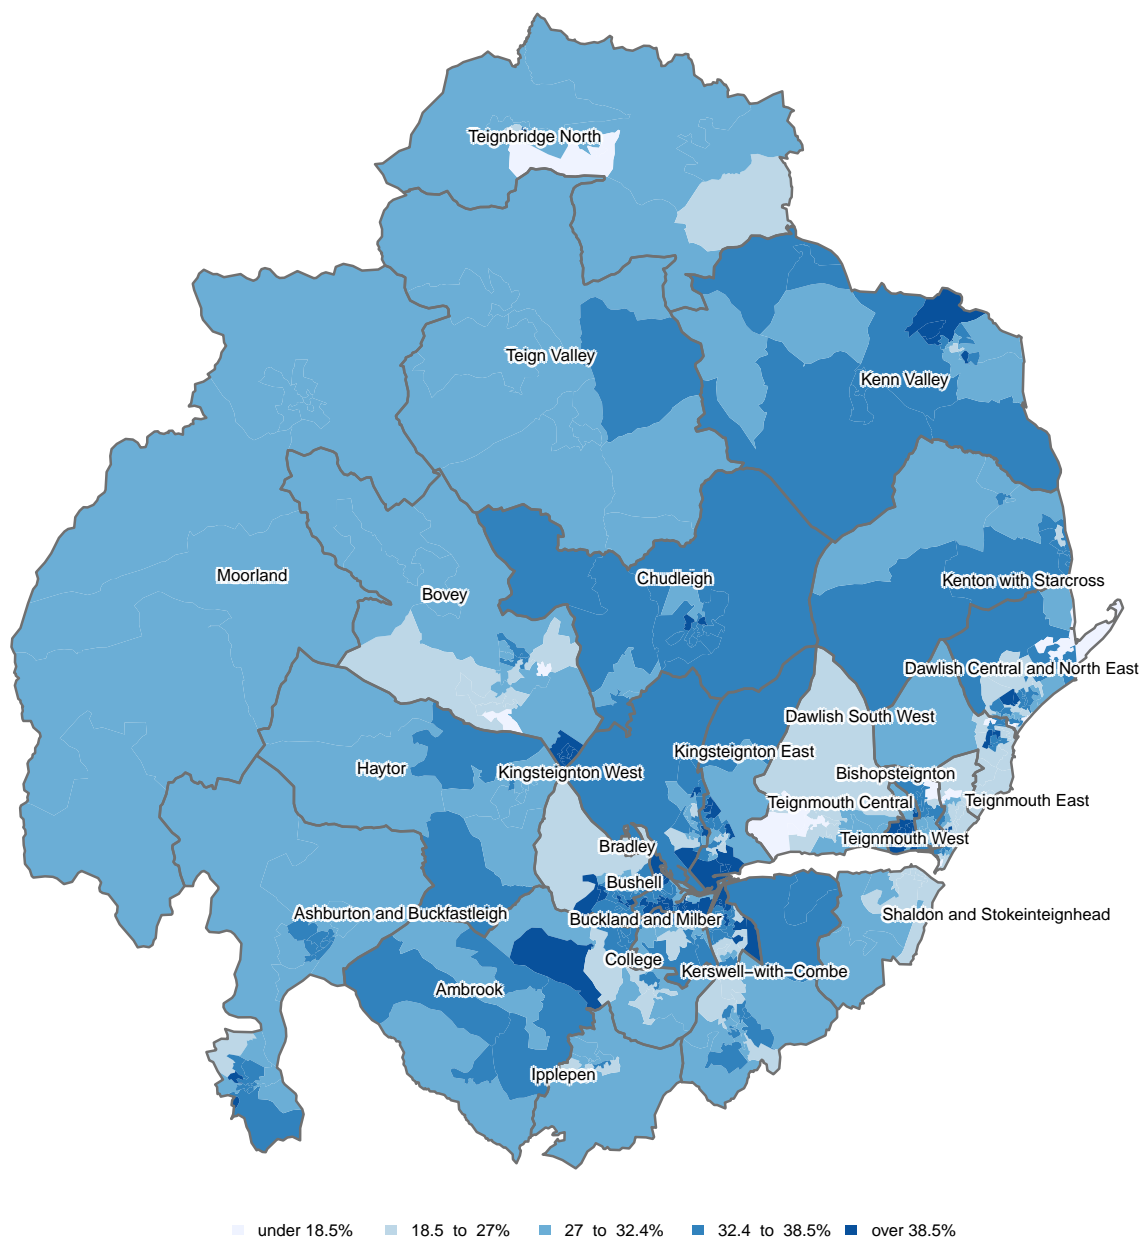 Teignbridge North
Teign Valley
Kenn Valley
Moorland
Chudleigh
Kenton with Starcross
Bovey
Dawlish Central and North East
Dawlish South West
Kingsteignton East
Haytor
Kingsteignton West
Bishopsteignton
Teignmouth Central
Teignmouth East
Teignmouth West
Bradley
Bushell
Ashburton and Buckfastleigh
Buckland and Milber
Shaldon and Stokeinteignhead
College
Kerswell−with−Combe
Ambrook
Ipplepen
under 18.5% 18.5 to 27% 27 to 32.4% 32.4 to 38.5% over 38.5%